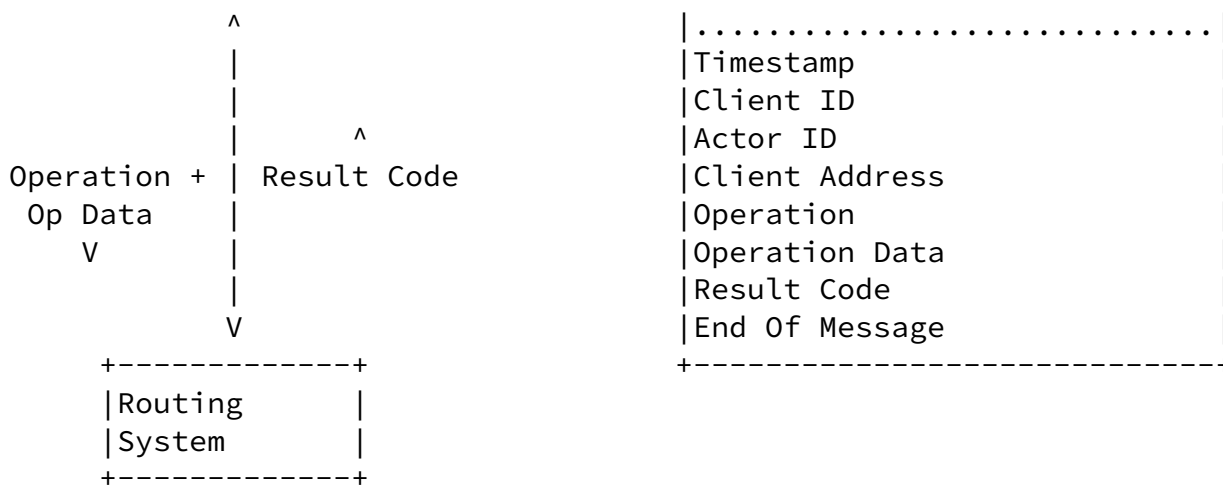 ^                         |.............................|
              |                         |Timestamp                    |
              |                         |Client ID                    |
              |      ^                  |Actor ID                     |
Operation +   | Result Code             |Client Address               |
 Op Data      |                         |Operation                    |
    V         |                         |Operation Data               |
              |                         |Result Code                  |
              V                         |End Of Message               |
      +-------------+                   +-----------------------------
      |Routing      |
      |System       |
      +-------------+